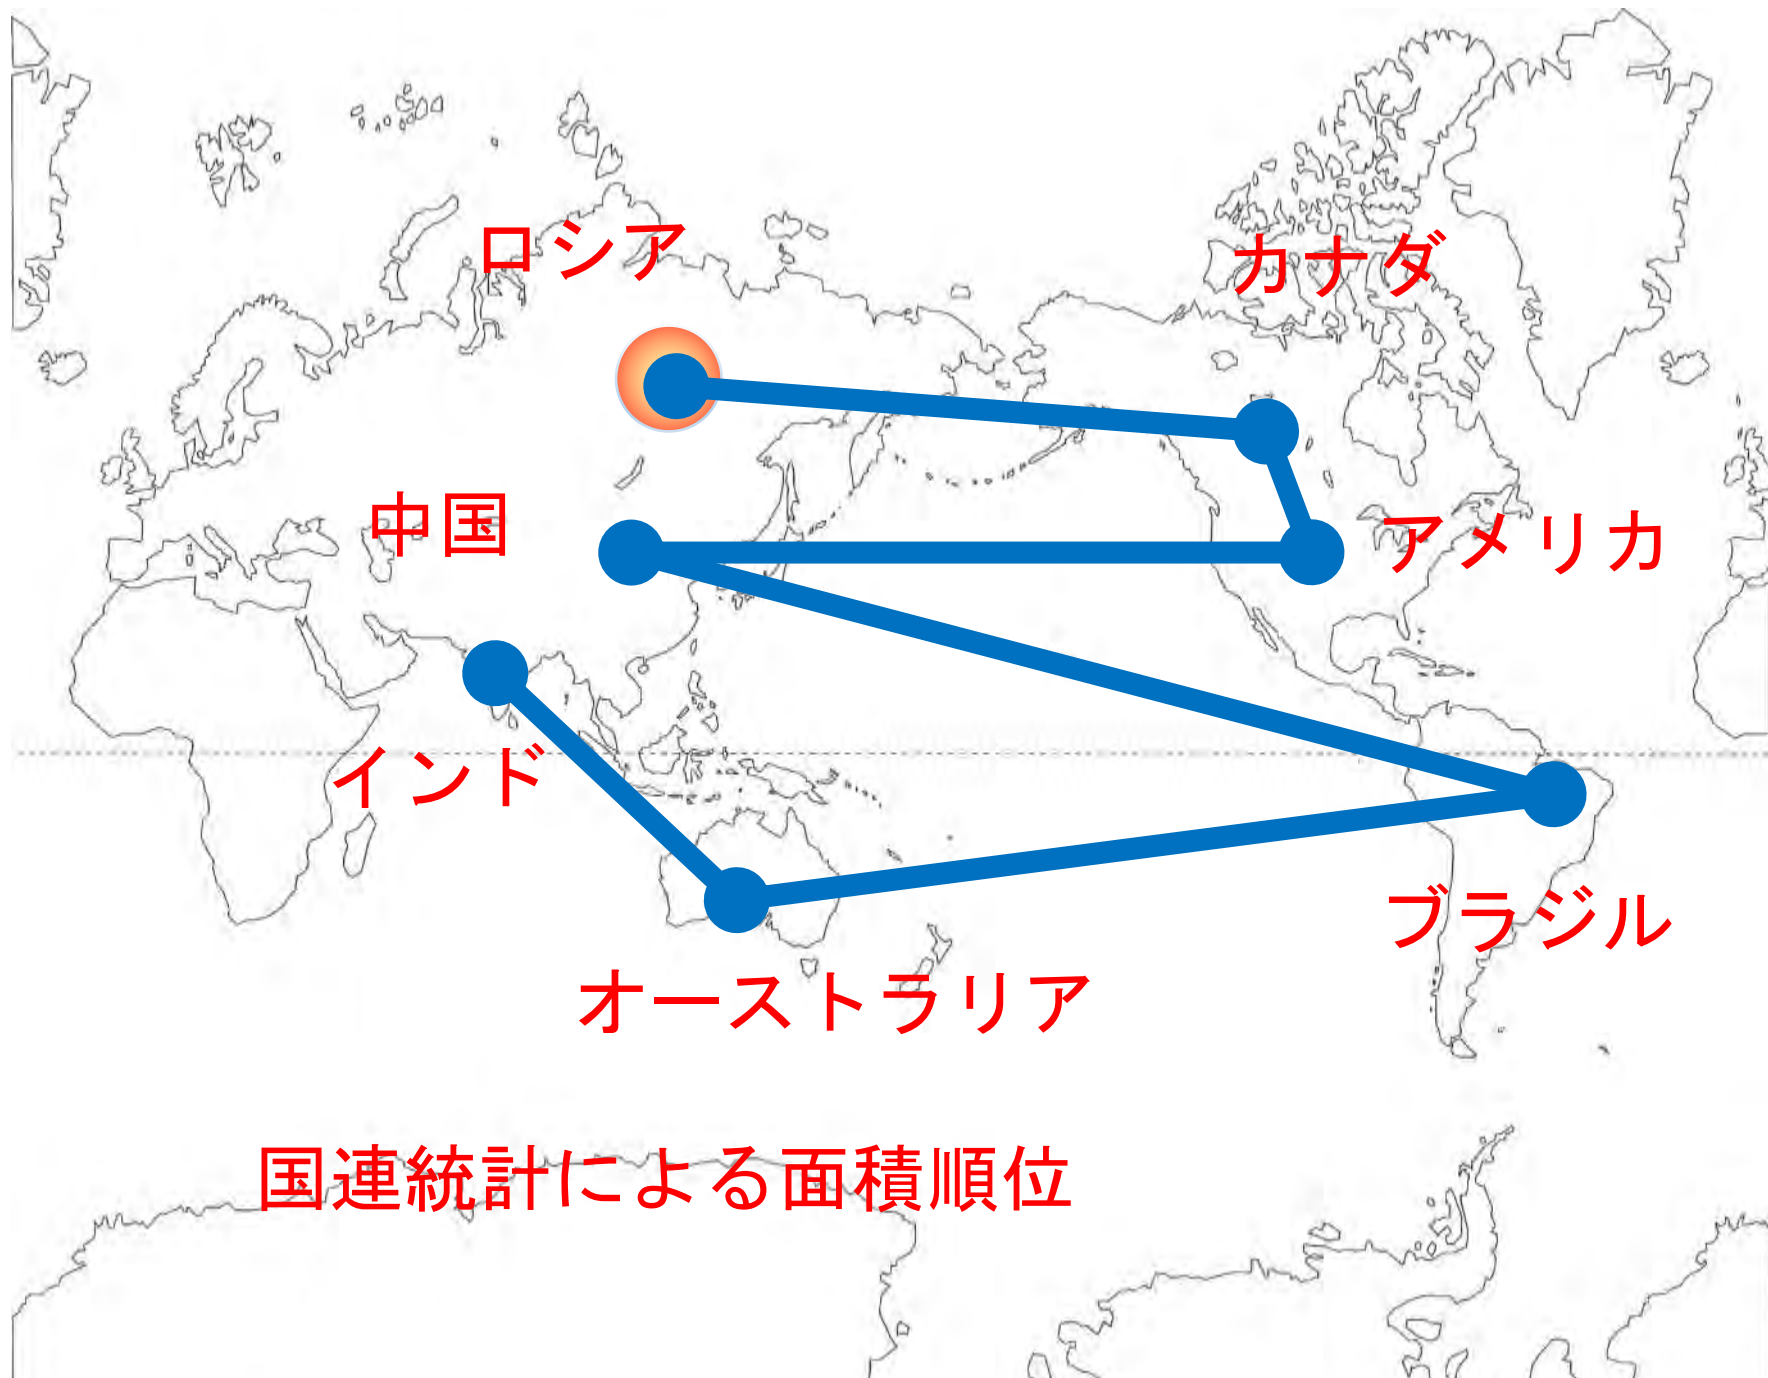 ロシア
カナダ
中国
アメリカ
インド
ブラジル
オーストラリア
国連統計による面積順位